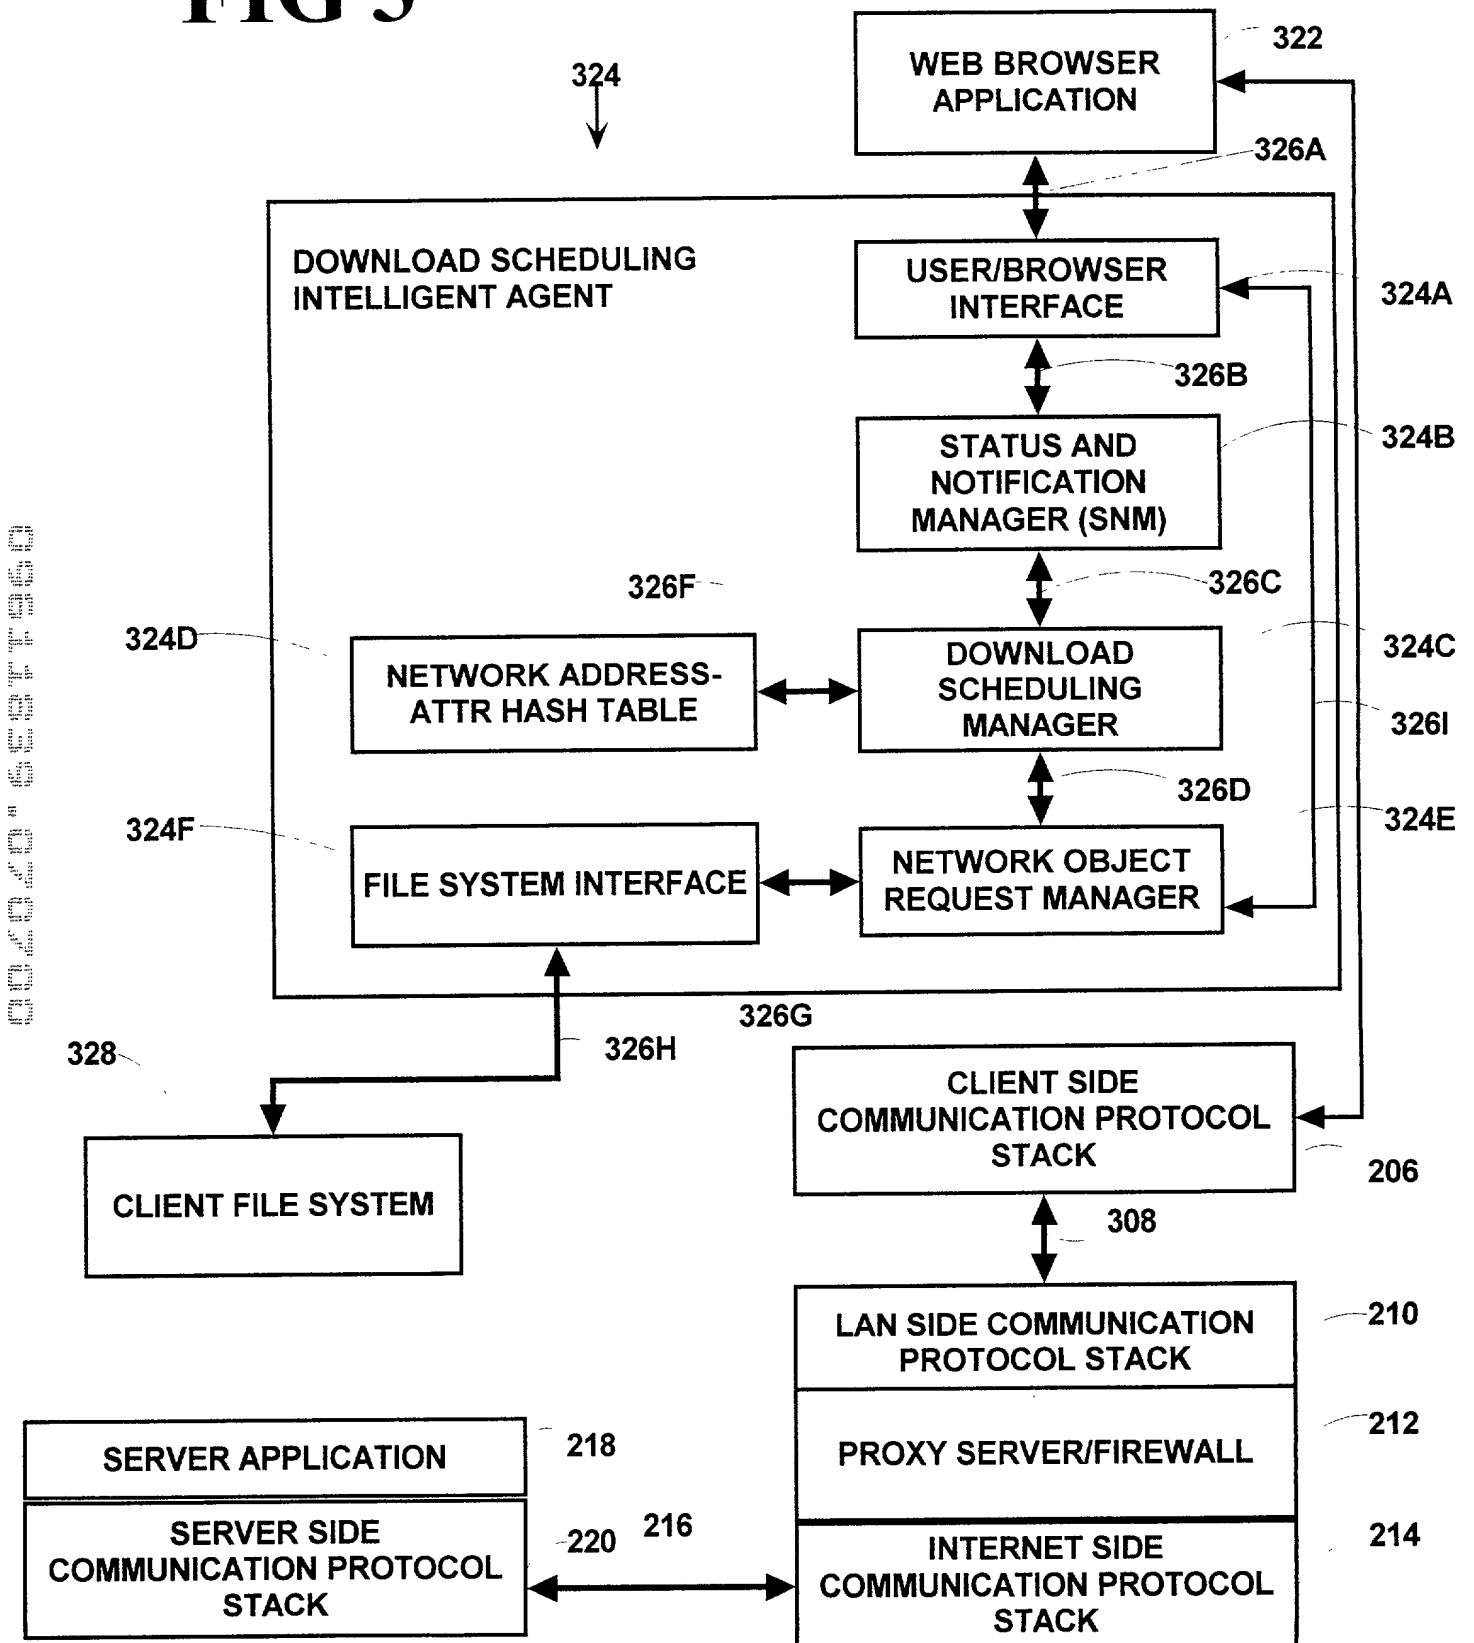 FIG 3
322
WEB BROWSER
APPLICATION
324
326A
DOWNLOAD SCHEDULING
INTELLIGENT AGENT
USER/BROWSER
INTERFACE
324A
326B
STATUS AND
NOTIFICATION
MANAGER (SNM)
324B
326F
326C
324D
NETWORK ADDRESS-
ATTR HASH TABLE
DOWNLOAD
SCHEDULING
MANAGER
324C
326I
326D
324E
324F
FILE SYSTEM INTERFACE
NETWORK OBJECT
REQUEST MANAGER
326G
328
326H
CLIENT SIDE
COMMUNICATION PROTOCOL
STACK
206
CLIENT FILE SYSTEM
308
LAN SIDE COMMUNICATION
PROTOCOL STACK
210
PROXY SERVER/FIREWALL
212
SERVER APPLICATION
218
SERVER SIDE
COMMUNICATION PROTOCOL
STACK
220
216
INTERNET SIDE
COMMUNICATION PROTOCOL
STACK
214